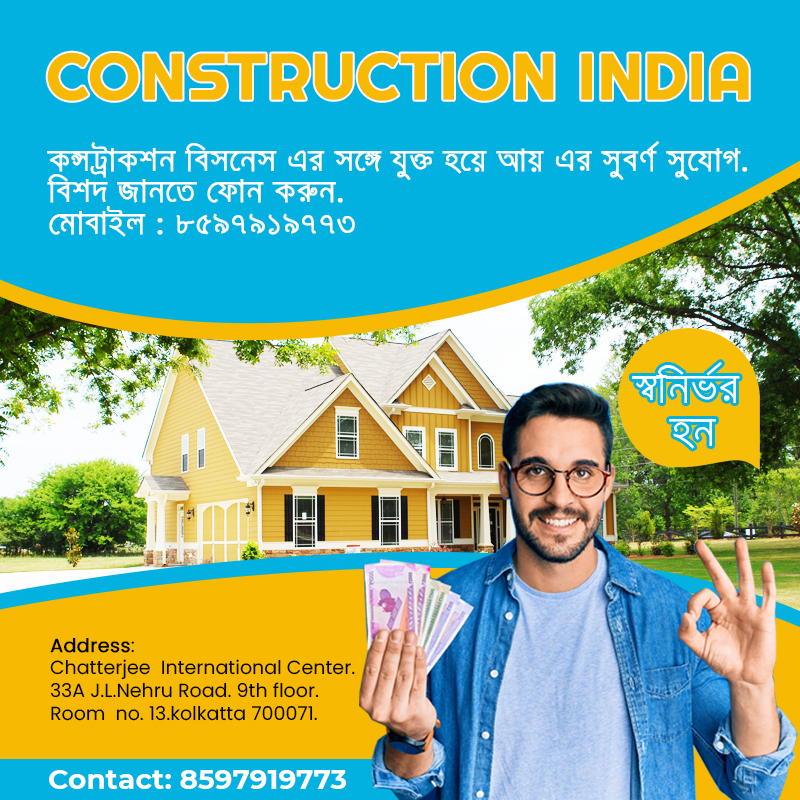 CONSTRUCTION INDIA
কন্সট্রাকশন বিসনেস এর সঙ্গে যুক্ত হয়ে আয় এর সুবর্ণ সুযোগ.
বিশদ জানতে ফোন করুন.
মোবাইল : ৮৫৯৭৯১৯৭৭৩
স্বনির্ভর
হন
Address:
Chatterjee International Center.
33A J.L.Nehru Road. 9th floor.
Room no. 13.kolkatta 700071.
Contact: 8597919773